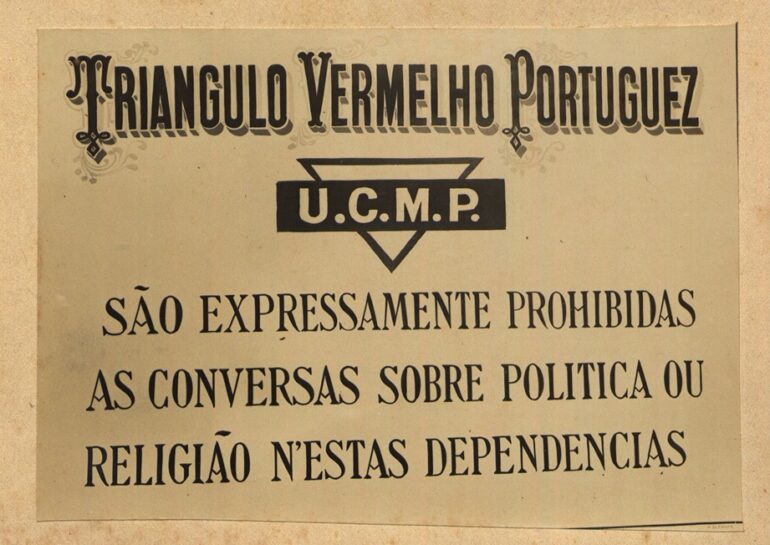 TRIANGULO VERMELHO PORTUGUEZ
U.C.M.P.
SÃO EXPRESSAMENTE PROHIBIDAS
AS CONVERSAS SOBRE POLITICA OU
RELIGIÃO N'ESTAS DEPENDENCIAS